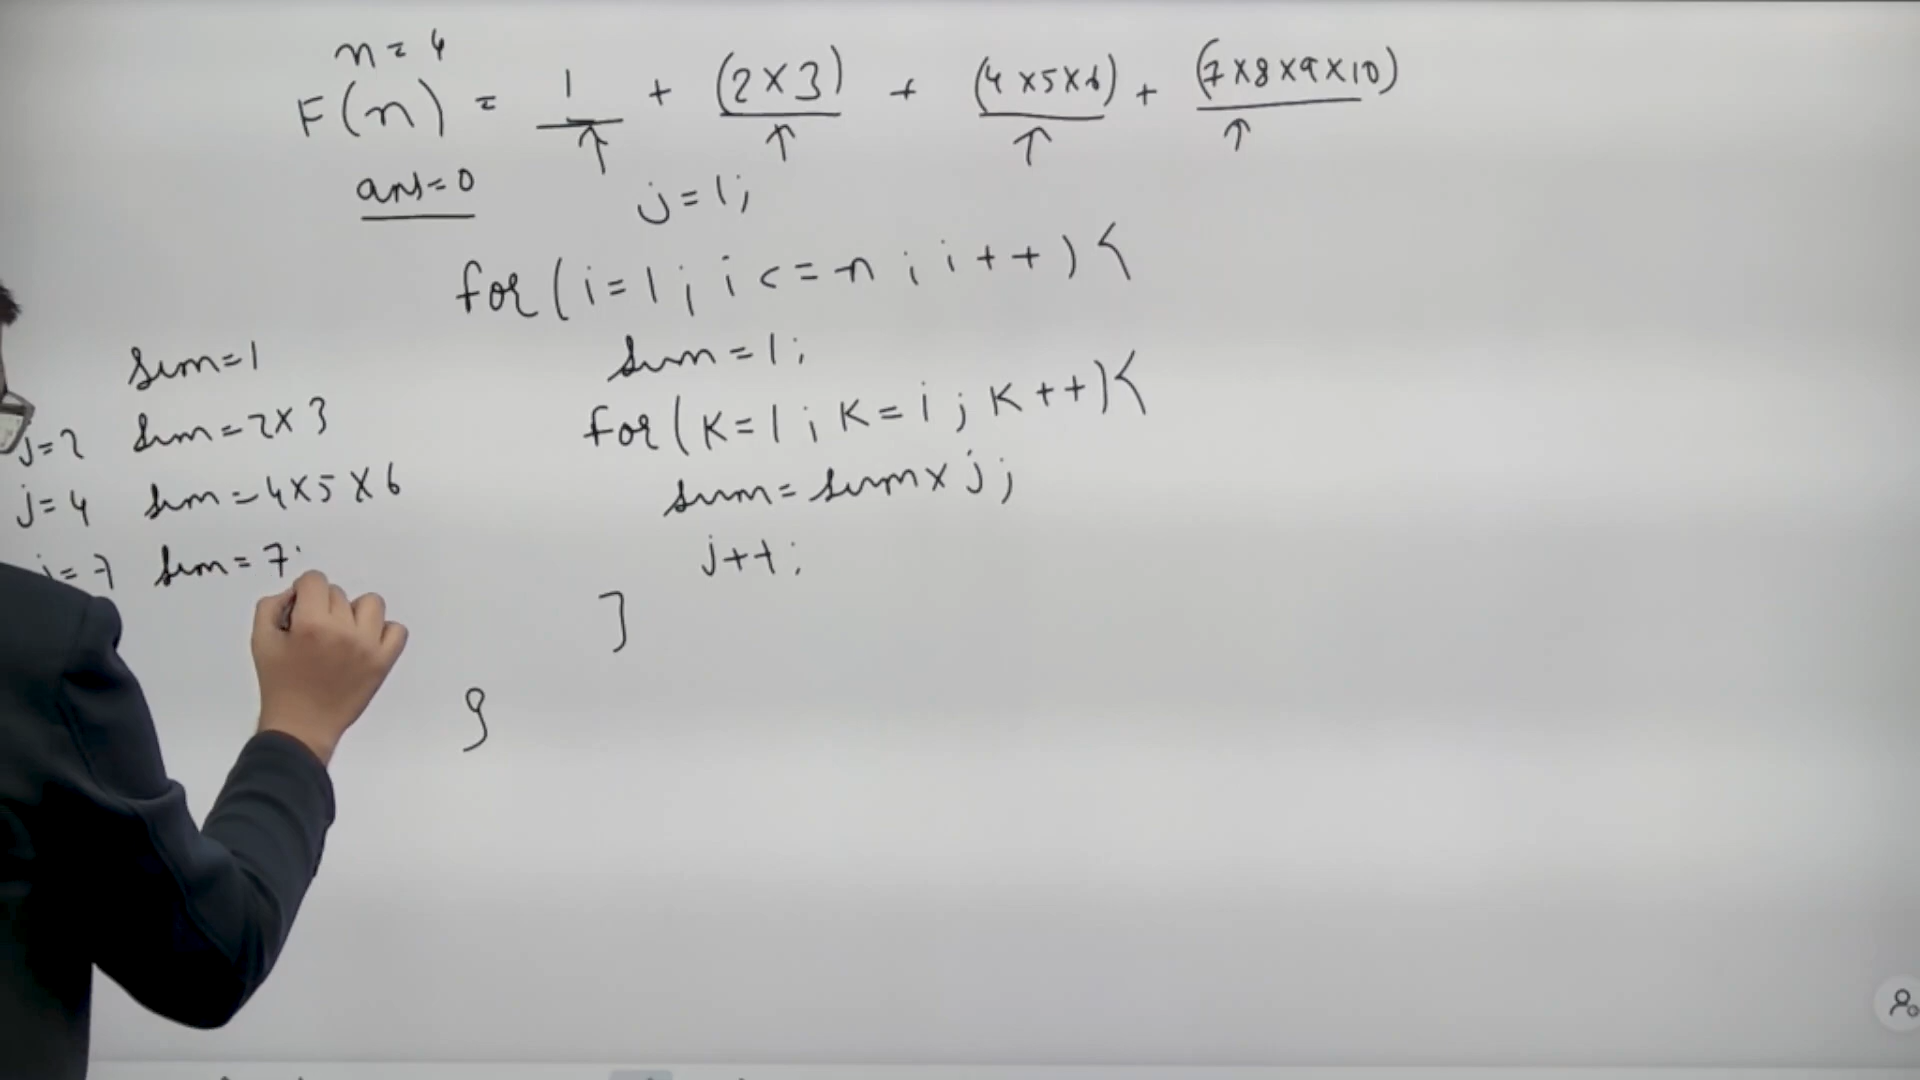 n = 4
F(n) = 1 + (2×3) + (4×5×6) + (7×8×9×10)
↑ ↑ ↑ ↑
ans=0 j=1;
for(i=1; i<=n; i++){
sum=1 sum=1;
j=2 sum=2×3 for(K=1; K=i; K++){
j=4 sum=4×5×6 sum=sum×j;
j=7 sum=7 j++;
}
}